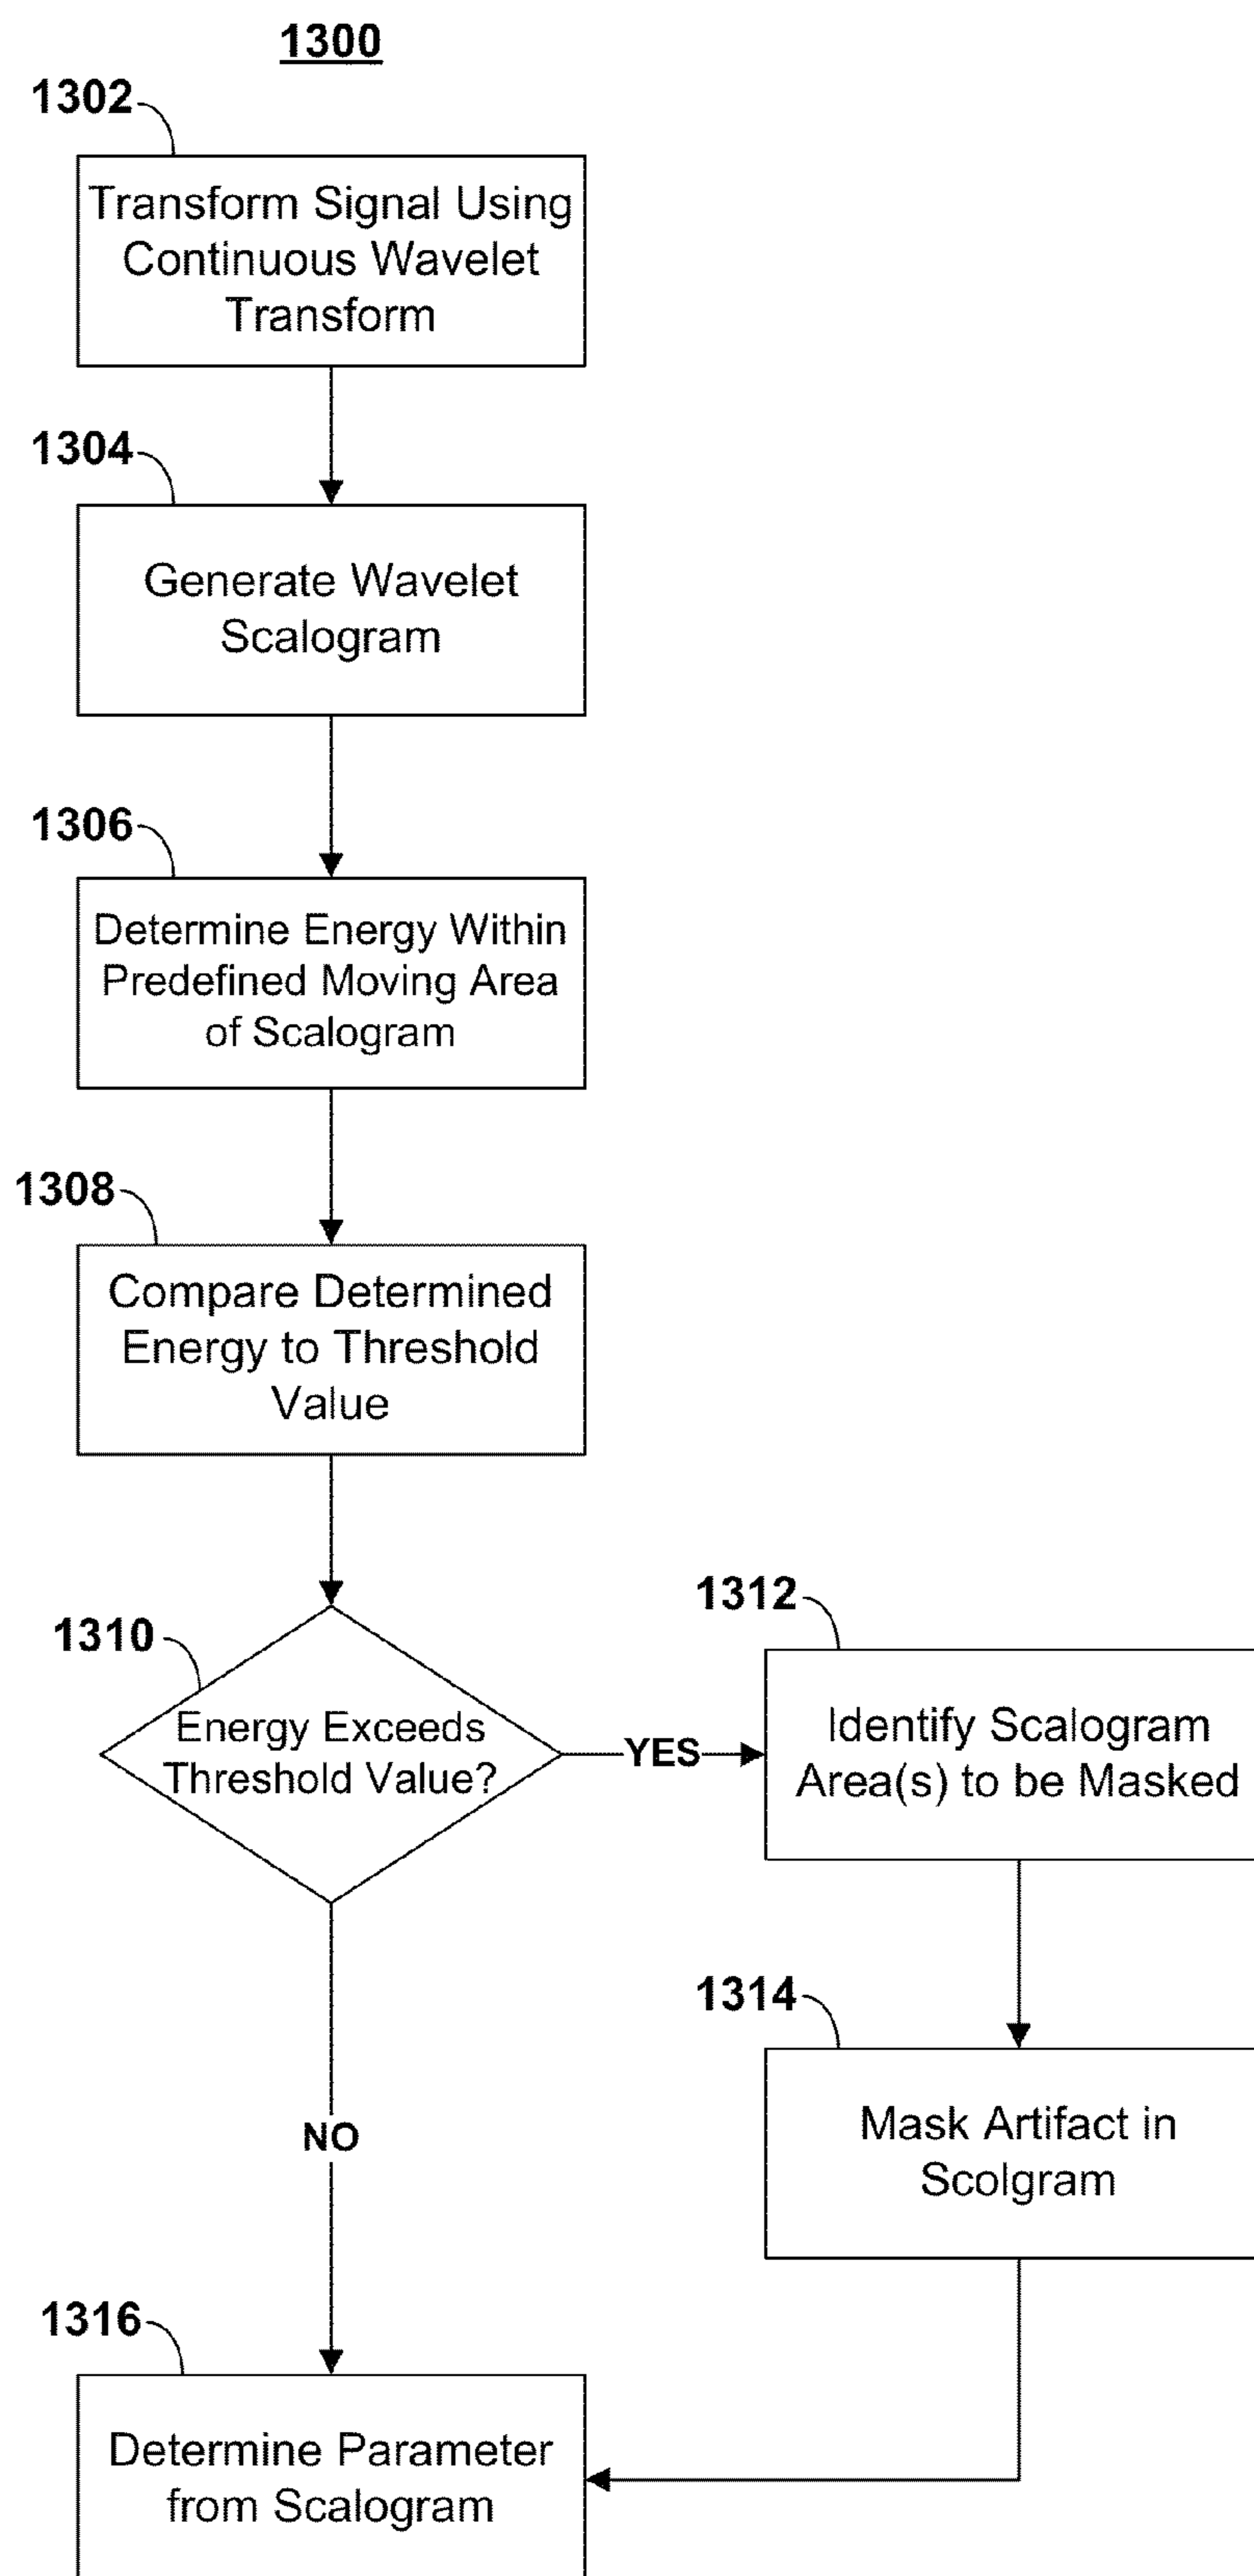 1300
1302
Transform Signal Using
Continuous Wavelet
Transform
1304
Generate Wavelet
Scalogram
1306
Determine Energy Within
Predefined Moving Area
of Scalogram
1308
Compare Determined
Energy to Threshold
Value
1310
Energy Exceeds
Threshold Value?
YES
1312
Identify Scalogram
Area(s) to be Masked
1314
Mask Artifact in
Scolgram
NO
1316
Determine Parameter
from Scalogram